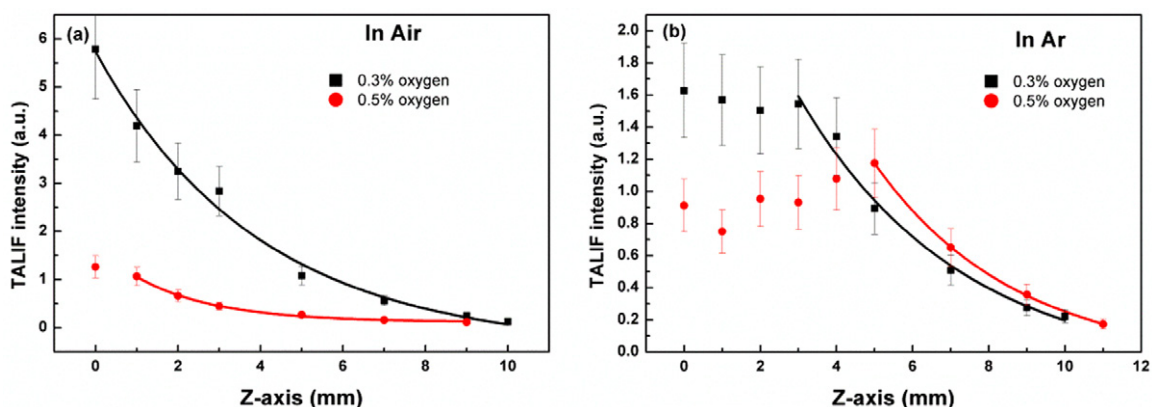 (a)
In Air
0.3% oxygen
0.5% oxygen
TALIF intensity (a.u.)
6
5
4
3
2
1
0
0 2 4 6 8 10
Z-axis (mm)
(b)
In Ar
0.3% oxygen
0.5% oxygen
TALIF intensity (a.u.)
2.0
1.8
1.6
1.4
1.2
1.0
0.8
0.6
0.4
0.2
0.0
0 2 4 6 8 10 12
Z-axis (mm)